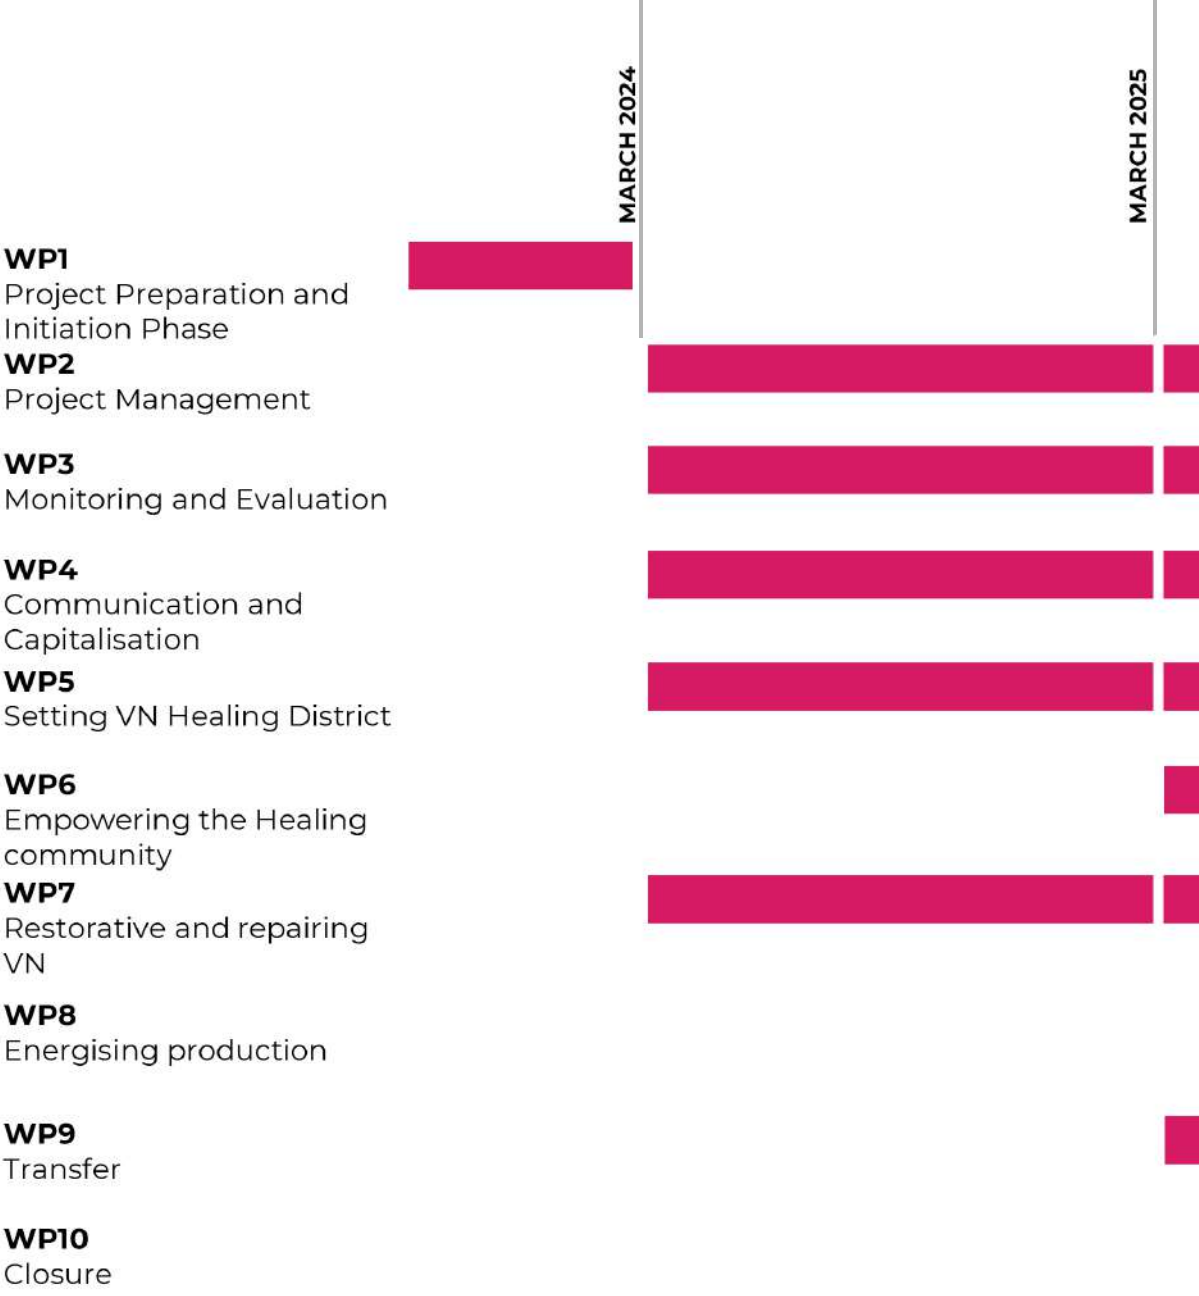 MARCH 2024
MARCH 2025
WP1
Project Preparation and
Initiation Phase
WP2
Project Management
WP3
Monitoring and Evaluation
WP4
Communication and
Capitalisation
WP5
Setting VN Healing District
WP6
Empowering the Healing
community
WP7
Restorative and repairing
VN
WP8
Energising production
WP9
Transfer
WP10
Closure